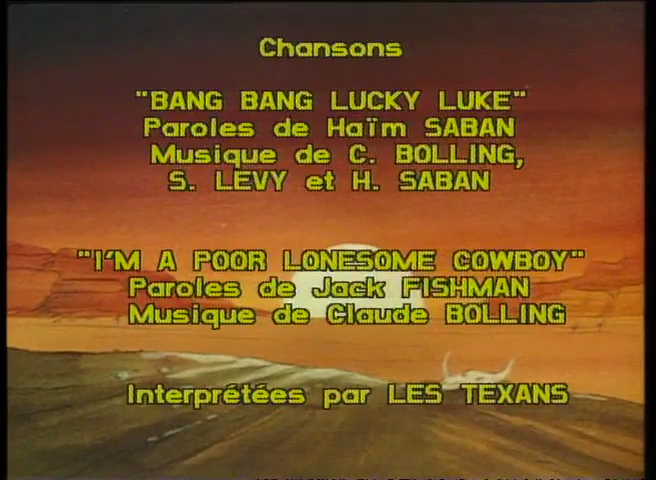 Chansons
"BANG BANG LUCKY LUKE"
Paroles de Haïm SABAN
Musique de C. BOLLING,
S. LEVY et H. SABAN
"I'M A POOR LONESOME COWBOY"
Paroles de Jack FISHMAN
Musique de Claude BOLLING
Interprétées par LES TEXANS